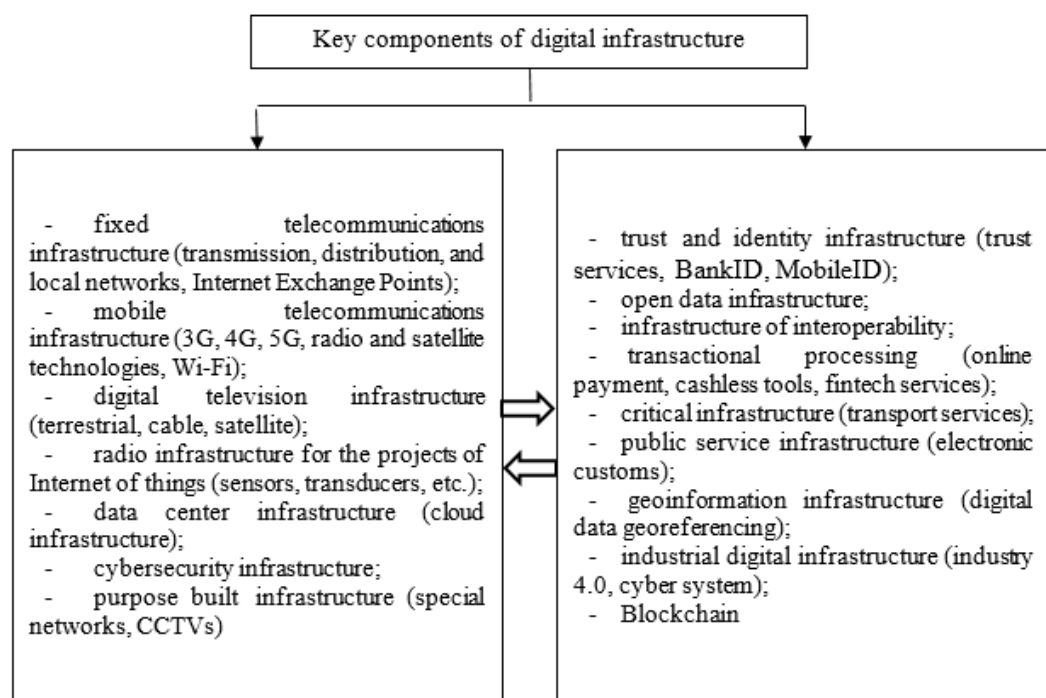 Key components of digital infrastructure
- fixed telecommunications
infrastructure (transmission, distribution, and
local networks, Internet Exchange Points);
- mobile telecommunications
infrastructure (3G, 4G, 5G, radio and satellite
technologies, Wi-Fi);
- digital television infrastructure
(terrestrial, cable, satellite);
- radio infrastructure for the projects of
Internet of things (sensors, transducers, etc.);
- data center infrastructure (cloud
infrastructure);
- cybersecurity infrastructure;
- purpose built infrastructure (special
networks, CCTVs)
- trust and identity infrastructure (trust
services, BankID, MobileID);
- open data infrastructure;
- infrastructure of interoperability;
- transactional processing (online
payment, cashless tools, fintech services);
- critical infrastructure (transport services);
- public service infrastructure (electronic
customs);
- geoinformation infrastructure (digital
data georeferencing);
- industrial digital infrastructure (industry
4.0, cyber system);
- Blockchain